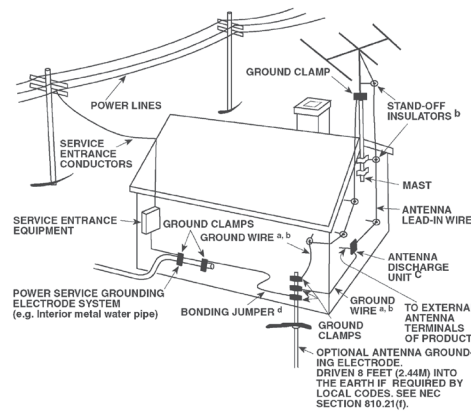 GROUND CLAMP
POWER LINES
STAND-OFF
INSULATORS b
SERVICE
ENTRANCE
CONDUCTORS
MAST
ANTENNA
LEAD-IN WIRE
SERVICE ENTRANCE
EQUIPMENT
GROUND CLAMPS
GROUND WIRE a, b
ANTENNA
DISCHARGE
UNIT C
POWER SERVICE GROUNDING
ELECTRODE SYSTEM
(e.g. Interior metal water pipe)
BONDING JUMPER d
GROUND
WIRE a, b
TO EXTERNA
ANTENNA
TERMINALS
OF PRODUCT
GROUND
CLAMPS
OPTIONAL ANTENNA GROUND-
ING ELECTRODE.
DRIVEN 8 FEET (2.44M) INTO
THE EARTH IF REQUIRED BY
LOCAL CODES. SEE NEC
SECTION 810.21(f).